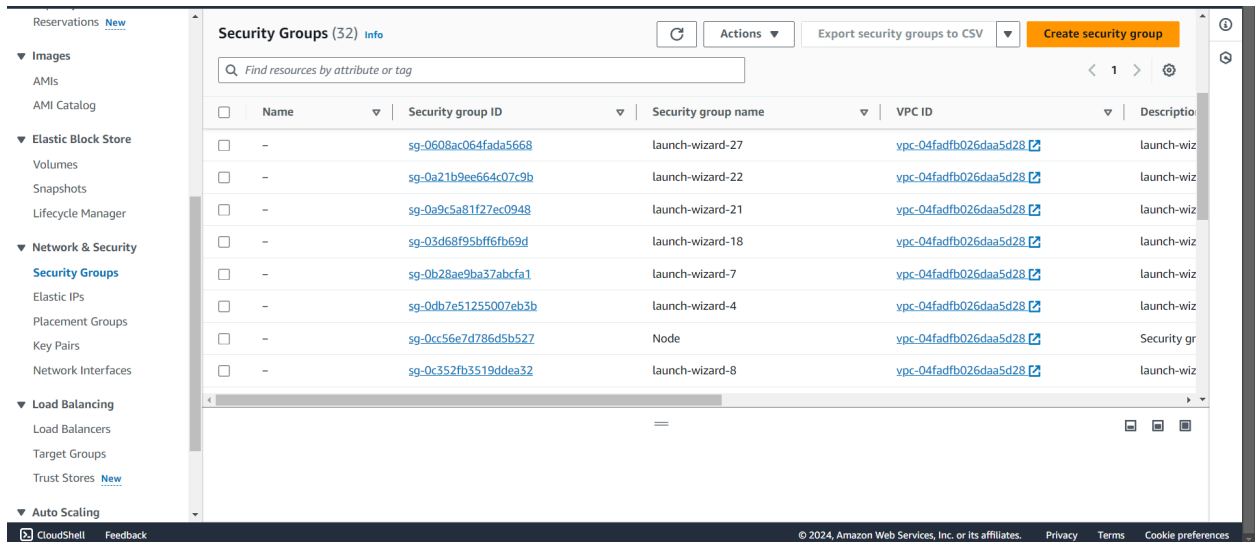 Reservations New
Images
AMIs
AMI Catalog
Elastic Block Store
Volumes
Snapshots
Lifecycle Manager
Network & Security
Security Groups
Elastic IPs
Placement Groups
Key Pairs
Network Interfaces
Load Balancing
Load Balancers
Target Groups
Trust Stores New
Auto Scaling
Security Groups (32) Info
Actions
Export security groups to CSV
Create security group
Find resources by attribute or tag
1
Name Security group ID Security group name VPC ID Descriptio
– sg-0608ac064fada5668 launch-wizard-27 vpc-04fadfb026daa5d28 launch-wiz
– sg-0a21b9ee664c07c9b launch-wizard-22 vpc-04fadfb026daa5d28 launch-wiz
– sg-0a9c5a81f27ec0948 launch-wizard-21 vpc-04fadfb026daa5d28 launch-wiz
– sg-03d68f95bff6fb69d launch-wizard-18 vpc-04fadfb026daa5d28 launch-wiz
– sg-0b28ae9ba37abcfa1 launch-wizard-7 vpc-04fadfb026daa5d28 launch-wiz
– sg-0db7e51255007eb3b launch-wizard-4 vpc-04fadfb026daa5d28 launch-wiz
– sg-0cc56e7d786d5b527 Node vpc-04fadfb026daa5d28 Security gr
– sg-0c352fb3519ddea32 launch-wizard-8 vpc-04fadfb026daa5d28 launch-wiz
CloudShell Feedback © 2024, Amazon Web Services, Inc. or its affiliates. Privacy Terms Cookie preferences